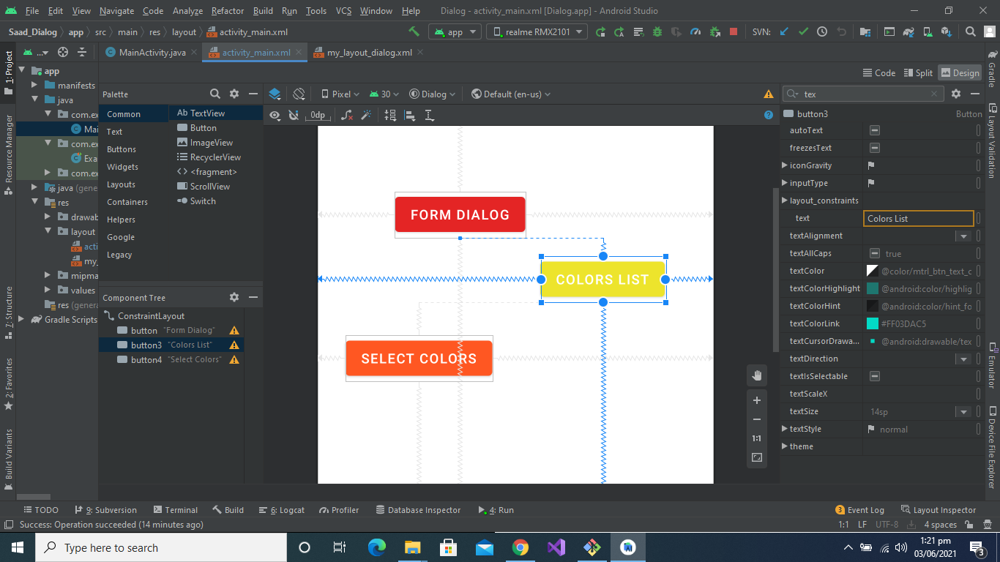 File Edit View Navigate Code Analyze Refactor Build Run Tools VCS Window Help Dialog - activity_main.xml [Dialog.app] - Android Studio
Saad_Dialog app src main res layout activity_main.xml app realme RMX2101 SVN:
1: Project
Resource Manager
7: Structure
2: Favorites
Build Variants
... MainActivity.java activity_main.xml my_layout_dialog.xml
Code Split Design
app
manifests
java
com.ex
Mai
com.ex
Exa
com.ex
java (gene
res
drawab
layout
acti
my_
mipma
values
res (genera
Gradle Scripts
Palette
Common
Text
Buttons
Widgets
Layouts
Containers
Helpers
Google
Legacy
Ab TextView
Button
ImageView
RecyclerView
<> <fragment>
ScrollView
Switch
Component Tree
ConstraintLayout
button "Form Dialog"
button3 "Colors List"
button4 "Select Colors"
Pixel 30 Dialog Default (en-us)
0dp
FORM DIALOG
COLORS LIST
SELECT COLORS
1:1
tex
button3 Button
autoText
freezesText
iconGravity
inputType
layout_constraints
text Colors List
textAlignment
textAllCaps true
textColor @color/mtrl_btn_text_c
textColorHighlight @android:color/highlig
textColorHint @android:color/hint_fo
textColorLink #FF03DAC5
textCursorDrawa... @android:drawable/tex
textDirection
textIsSelectable
textScaleX
textSize 14sp
textStyle normal
theme
Gradle
Layout Validation
Emulator
Device File Explorer
TODO 9: Subversion Terminal Build 6: Logcat Profiler Database Inspector 4: Run 3 Event Log Layout Inspector
Success: Operation succeeded (14 minutes ago) 1:1 LF UTF-8 4 spaces
Type here to search 1:21 pm
03/06/2021 3